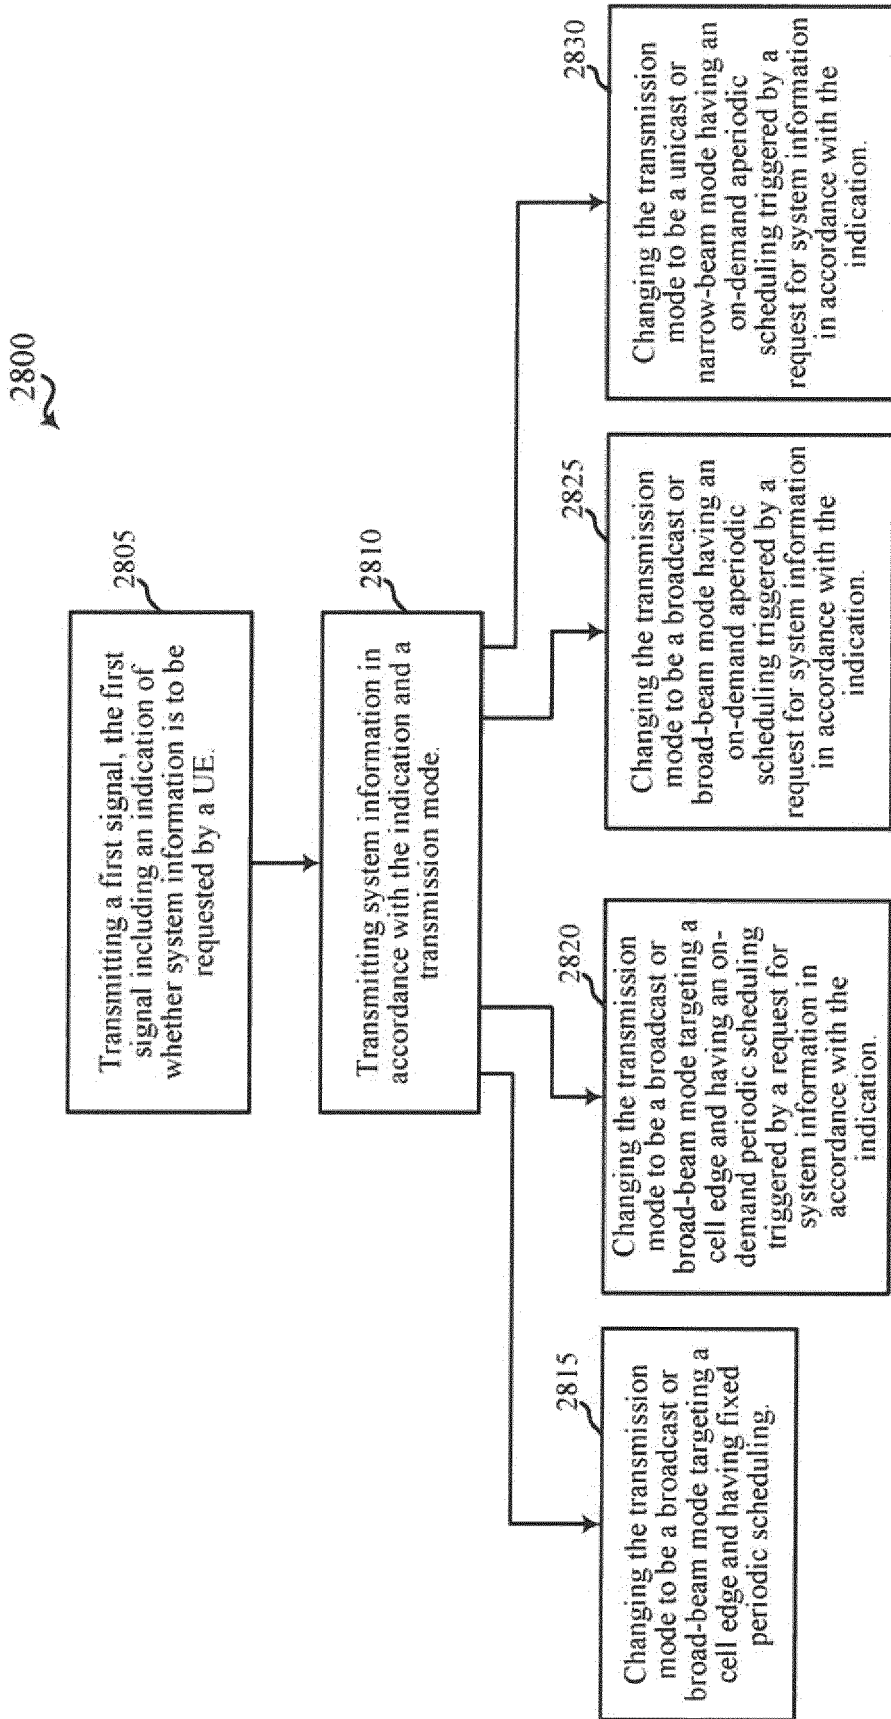 2800
2805
Transmitting a first signal, the first
signal including an indication of
whether system information is to be
requested by a UE.
2810
Transmitting system information in
accordance with the indication and a
transmission mode.
2815
Changing the transmission
mode to be a broadcast or
broad-beam mode targeting a
cell edge and having fixed
periodic scheduling.
2820
Changing the transmission
mode to be a broadcast or
broad-beam mode targeting a
cell edge and having an on-
demand periodic scheduling
triggered by a request for
system information in
accordance with the
indication.
2825
Changing the transmission
mode to be a broadcast or
broad-beam mode having an
on-demand aperiodic
scheduling triggered by a
request for system information
in accordance with the
indication.
2830
Changing the transmission
mode to be a unicast or
narrow-beam mode having an
on-demand aperiodic
scheduling triggered by a
request for system information
in accordance with the
indication.